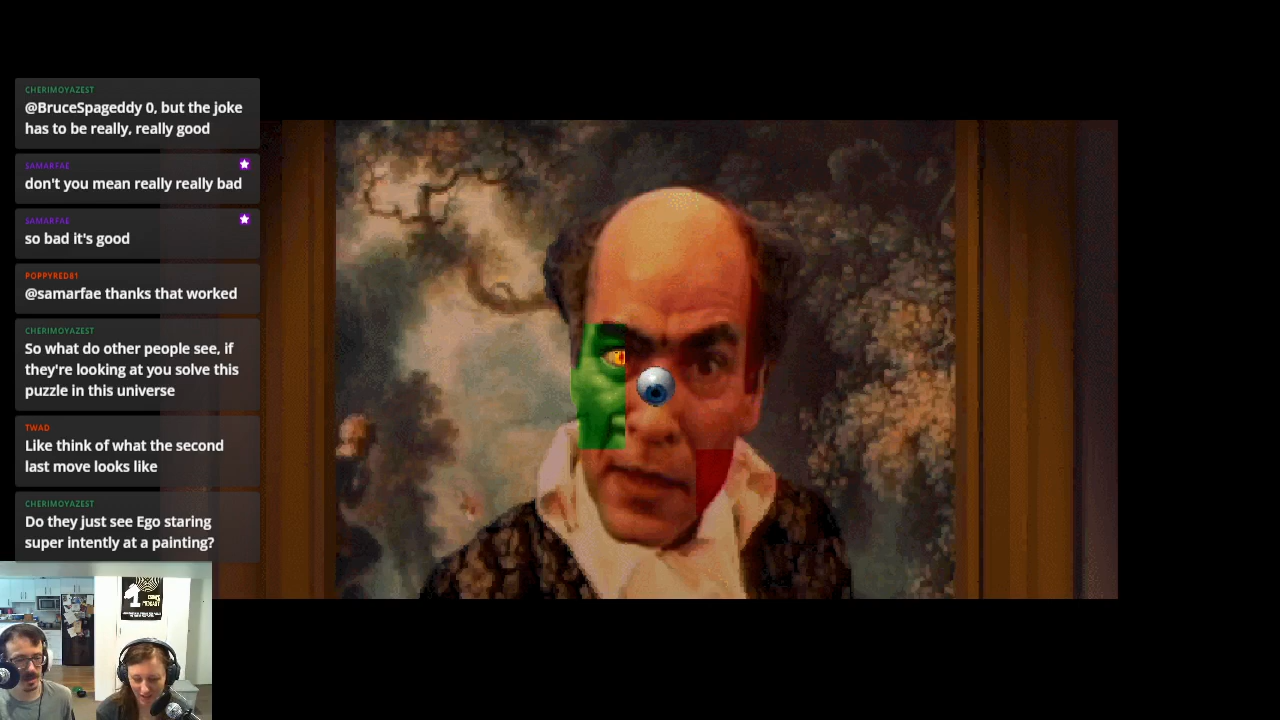 CHERIMOYAZEST
@BruceSpageddy 0, but the joke
has to be really, really good
SAMARFAE
don't you mean really really bad
SAMARFAE
so bad it's good
POPPYRED81
@samarfae thanks that worked
CHERIMOYAZEST
So what do other people see, if
they're looking at you solve this
puzzle in this universe
TWAD
Like think of what the second
last move looks like
CHERIMOYAZEST
Do they just see Ego staring
super intently at a painting?